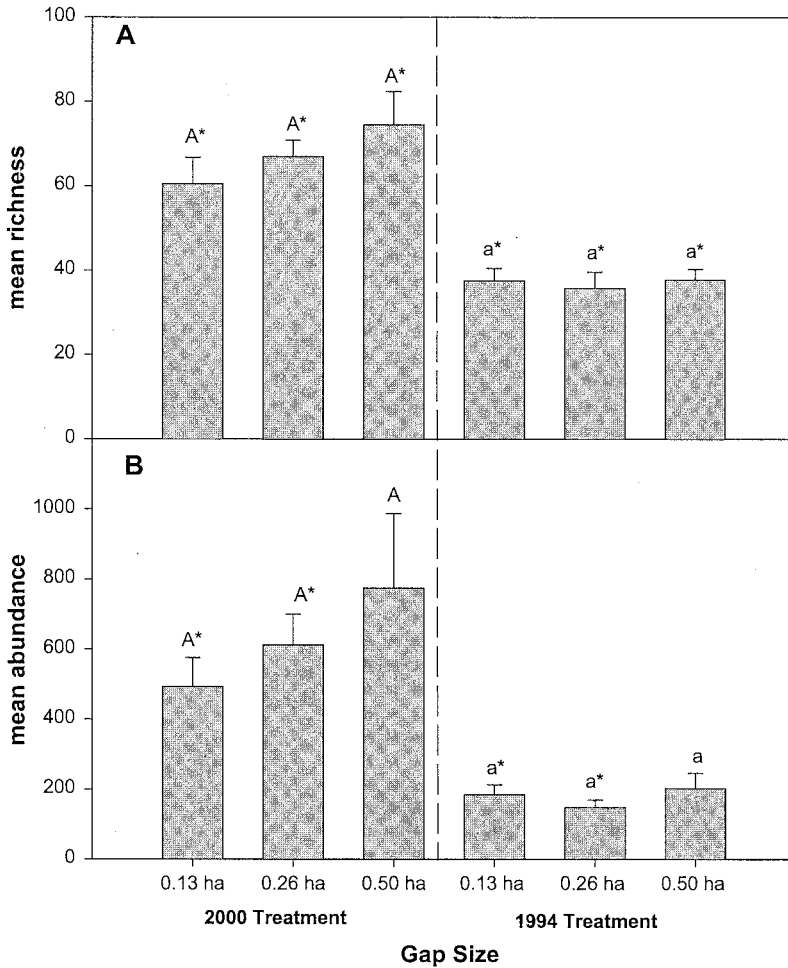 A
100
80
60
40
20
0
mean richness
A*
A*
A*
a*
a*
a*
B
1000
800
600
400
200
0
mean abundance
A*
A*
A
a*
a*
a
0.13 ha 0.26 ha 0.50 ha 0.13 ha 0.26 ha 0.50 ha
2000 Treatment 1994 Treatment
Gap Size